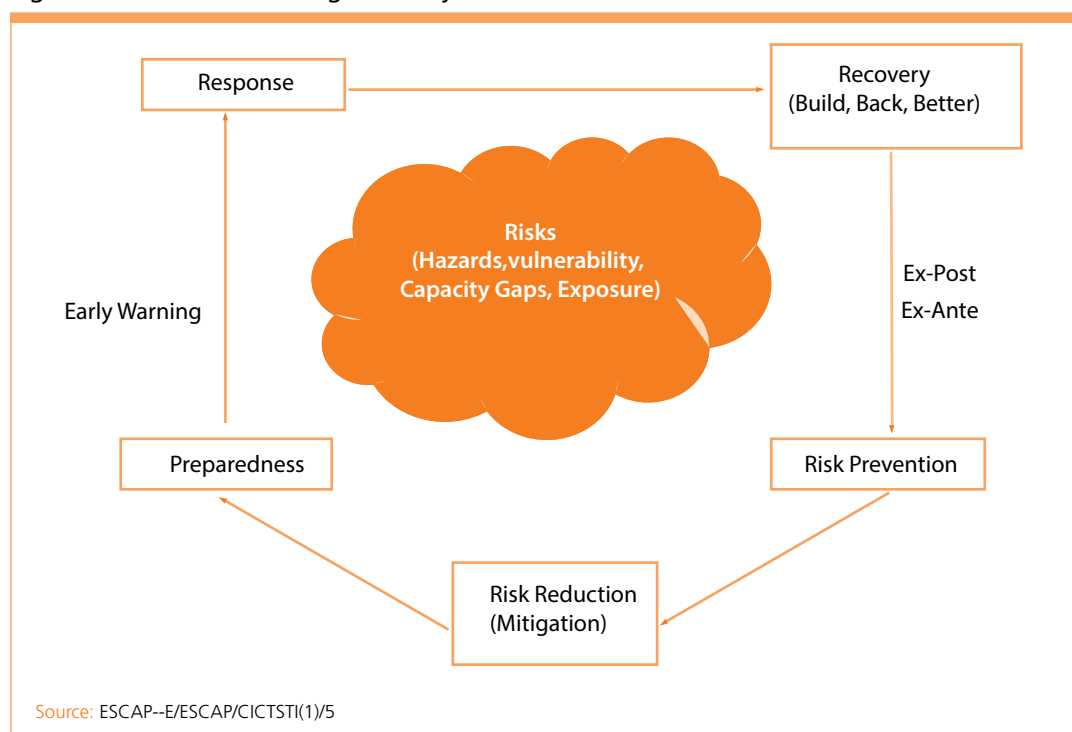 Response
Recovery
(Build, Back, Better)
Risks
(Hazards,vulnerability,
Capacity Gaps, Exposure)
Early Warning
Ex-Post
Ex-Ante
Preparedness
Risk Prevention
Risk Reduction
(Mitigation)
Source: ESCAP--E/ESCAP/CICTSTI(1)/5